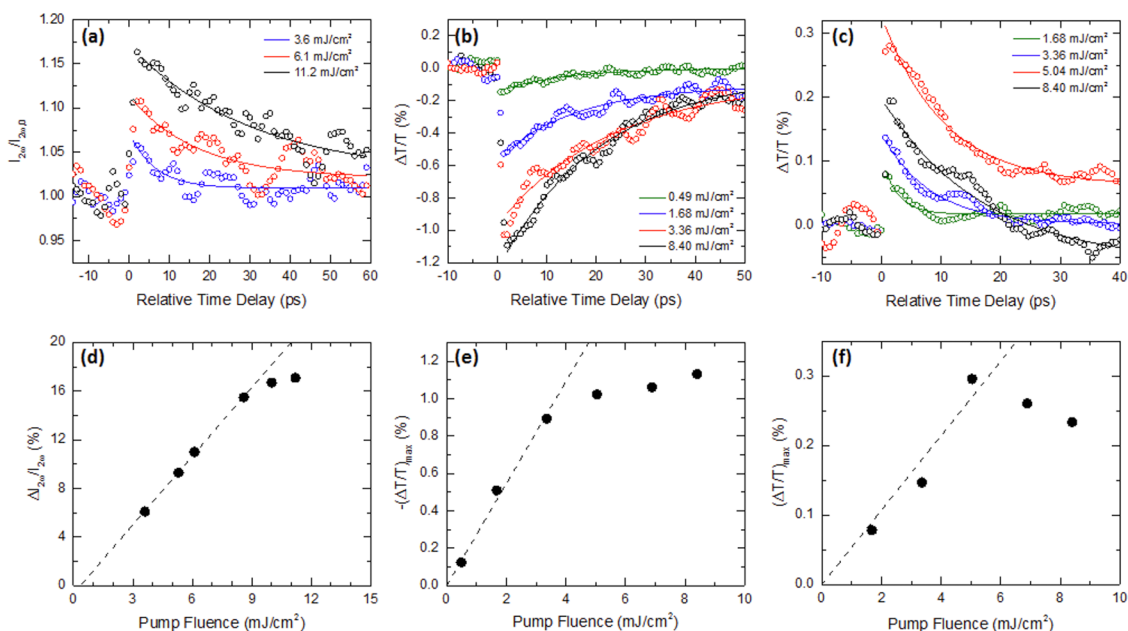 (a)
1.20
1.15
1.10
1.05
1.00
0.95
3.6 mJ/cm²
6.1 mJ/cm²
11.2 mJ/cm²
I2ω/I2ω,0
-10 0 10 20 30 40 50 60
Relative Time Delay (ps)
(b)
0.2
0.0
-0.2
-0.4
-0.6
-0.8
-1.0
-1.2
0.49 mJ/cm²
1.68 mJ/cm²
3.36 mJ/cm²
8.40 mJ/cm²
ΔT/T (%)
-10 0 10 20 30 40 50
Relative Time Delay (ps)
(c)
0.3
0.2
0.1
0.0
1.68 mJ/cm²
3.36 mJ/cm²
5.04 mJ/cm²
8.40 mJ/cm²
ΔT/T (%)
-10 0 10 20 30 40
Relative Time Delay (ps)
(d)
20
16
12
8
4
0
ΔI2ω/I2ω (%)
0 3 6 9 12 15
Pump Fluence (mJ/cm²)
(e)
1.2
1.0
0.8
0.6
0.4
0.2
0.0
-(ΔT/T)max (%)
0 2 4 6 8 10
Pump Fluence (mJ/cm²)
(f)
0.3
0.2
0.1
0.0
(ΔT/T)max (%)
0 2 4 6 8 10
Pump Fluence (mJ/cm²)